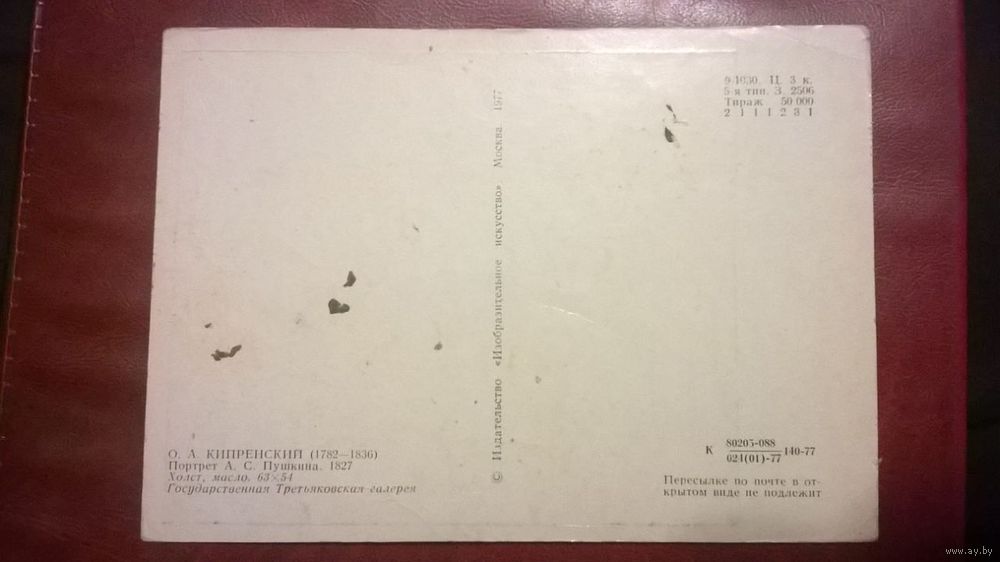 О. А. КИПРЕНСКИЙ (1782—1836)
Портрет А. С. Пушкина. 1827
Холст, масло. 63×54
Государственная Третьяковская галерея
© Издательство «Изобразительное искусство». Москва. 1977
9-1030. Ц. 3 к.
5-я тип. З. 2506
Тираж 50 000
2 1 1 1 2 3 1
К 80205-088 140-77
024(01)-77
Пересылке по почте в от-
крытом виде не подлежит
www.ay.by